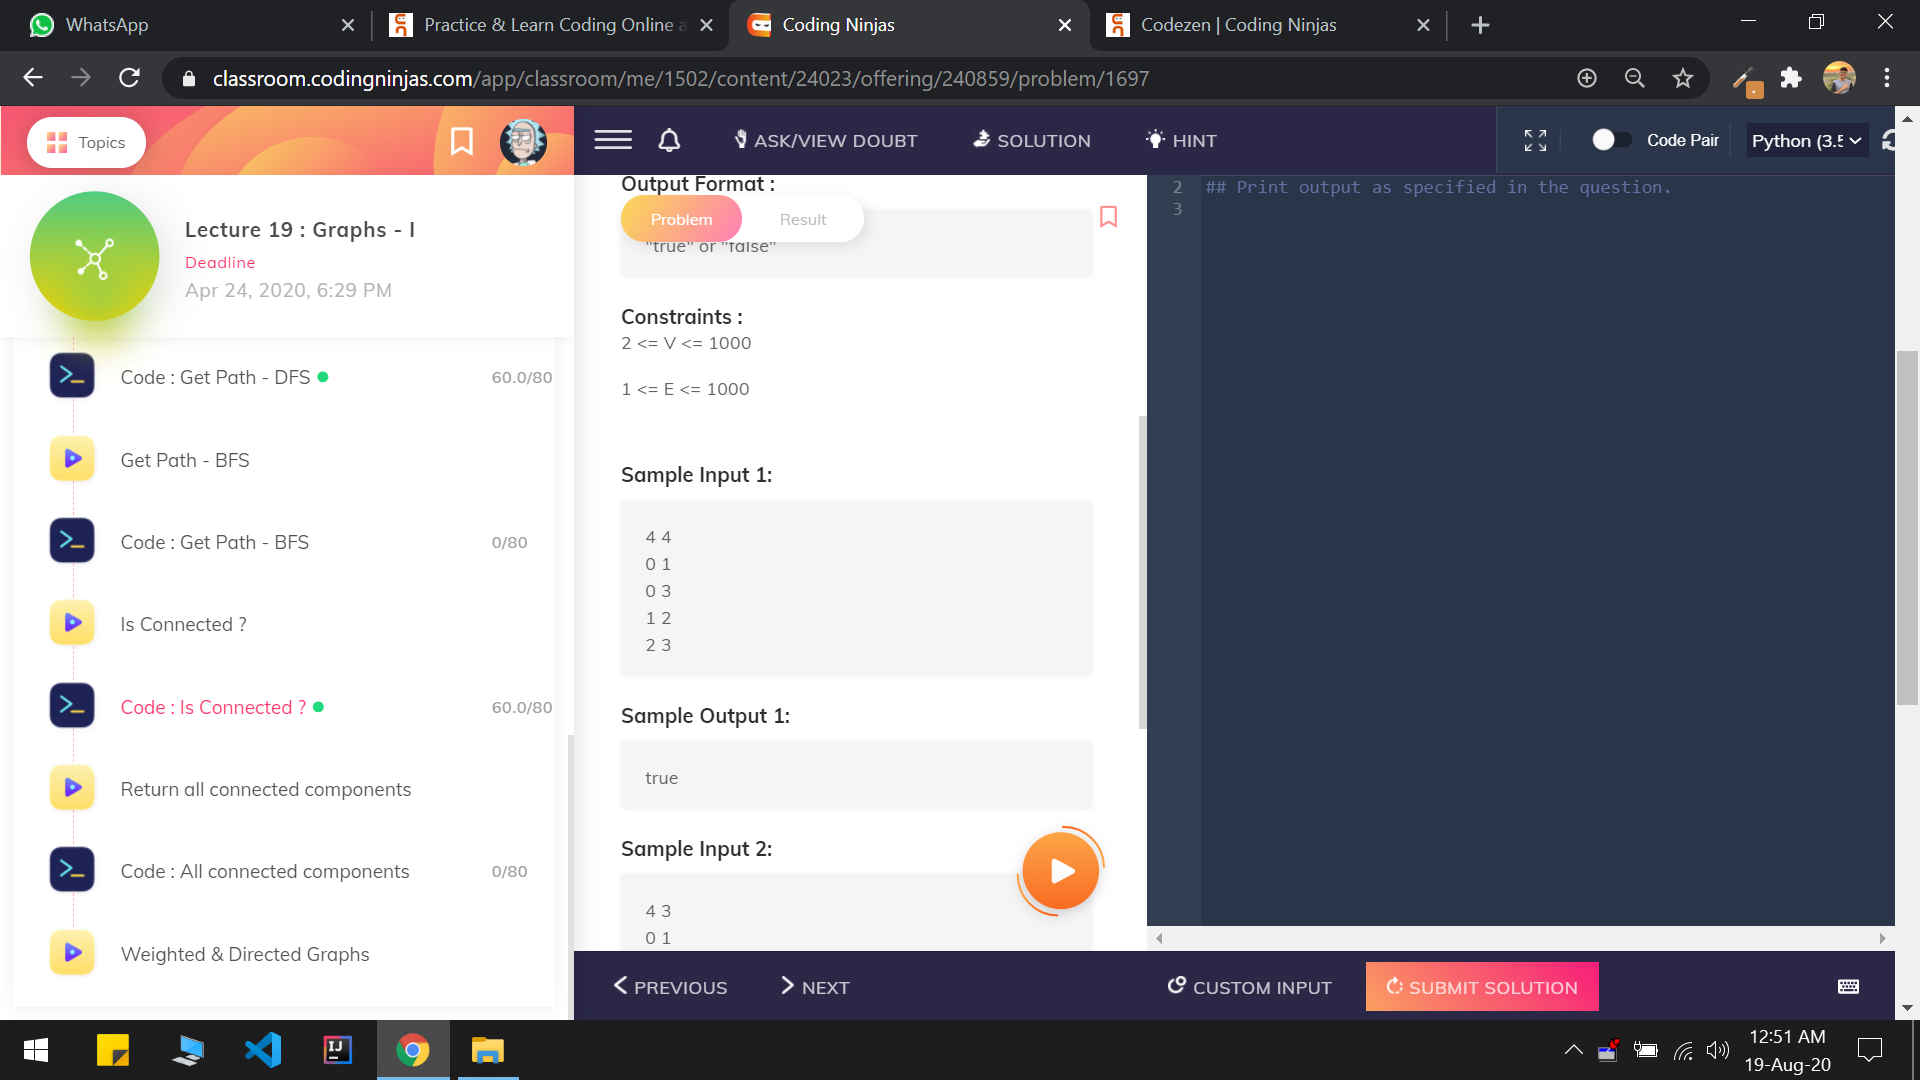 WhatsApp
Practice & Learn Coding Online a
Coding Ninjas
Codezen | Coding Ninjas
classroom.codingninjas.com/app/classroom/me/1502/content/24023/offering/240859/problem/1697
Topics
ASK/VIEW DOUBT
SOLUTION
HINT
Code Pair
Python (3.5
Lecture 19 : Graphs - I
Deadline
Apr 24, 2020, 6:29 PM
Code : Get Path - DFS
60.0/80
Get Path - BFS
Code : Get Path - BFS
0/80
Is Connected ?
Code : Is Connected ?
60.0/80
Return all connected components
Code : All connected components
0/80
Weighted & Directed Graphs
Output Format :
Problem
Result
"true" or "false"
Constraints :
2 <= V <= 1000
1 <= E <= 1000
Sample Input 1:
4 4
0 1
0 3
1 2
2 3
Sample Output 1:
true
Sample Input 2:
4 3
0 1
2 ## Print output as specified in the question.
3
PREVIOUS
NEXT
CUSTOM INPUT
SUBMIT SOLUTION
IJ
12:51 AM
19-Aug-20